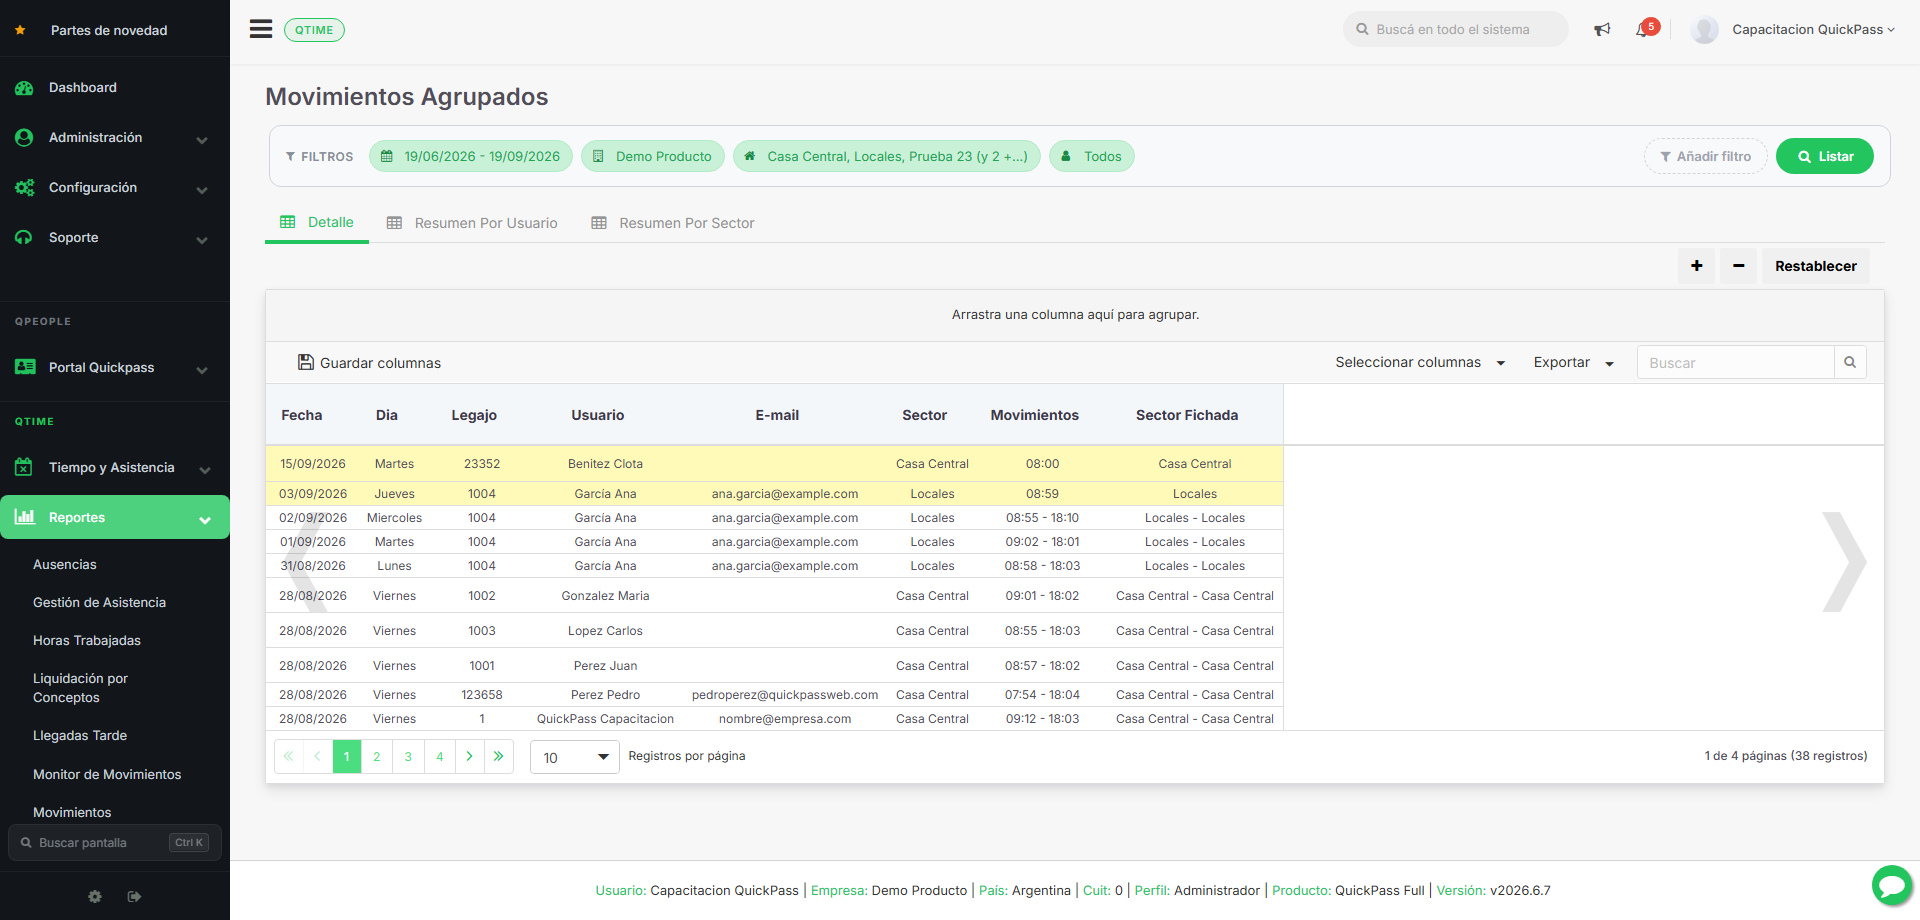 Partes de novedad
Dashboard
Administración
Configuración
Soporte
QPEOPLE
Portal Quickpass
QTIME
Tiempo y Asistencia
Reportes
Ausencias
Gestión de Asistencia
Horas Trabajadas
Liquidación por
Conceptos
Llegadas Tarde
Monitor de Movimientos
Movimientos
Buscar pantalla Ctrl K
QTIME
Buscá en todo el sistema
5
Capacitacion QuickPass
Movimientos Agrupados
FILTROS 19/06/2026 - 19/09/2026 Demo Producto Casa Central, Locales, Prueba 23 (y 2 +...) Todos Añadir filtro Listar
Detalle Resumen Por Usuario Resumen Por Sector
+ - Restablecer
Arrastra una columna aquí para agrupar.
Guardar columnas Seleccionar columnas Exportar Buscar
Fecha Dia Legajo Usuario E-mail Sector Movimientos Sector Fichada
15/09/2026 Martes 23352 Benitez Clota Casa Central 08:00 Casa Central
03/09/2026 Jueves 1004 García Ana ana.garcia@example.com Locales 08:59 Locales
02/09/2026 Miercoles 1004 García Ana ana.garcia@example.com Locales 08:55 - 18:10 Locales - Locales
01/09/2026 Martes 1004 García Ana ana.garcia@example.com Locales 09:02 - 18:01 Locales - Locales
31/08/2026 Lunes 1004 García Ana ana.garcia@example.com Locales 08:58 - 18:03 Locales - Locales
28/08/2026 Viernes 1002 Gonzalez Maria Casa Central 09:01 - 18:02 Casa Central - Casa Central
28/08/2026 Viernes 1003 Lopez Carlos Casa Central 08:55 - 18:03 Casa Central - Casa Central
28/08/2026 Viernes 1001 Perez Juan Casa Central 08:57 - 18:02 Casa Central - Casa Central
28/08/2026 Viernes 123658 Perez Pedro pedroperez@quickpassweb.com Casa Central 07:54 - 18:04 Casa Central - Casa Central
28/08/2026 Viernes 1 QuickPass Capacitacion nombre@empresa.com Casa Central 09:12 - 18:03 Casa Central - Casa Central
« ‹ 1 2 3 4 › » 10 Registros por página 1 de 4 páginas (38 registros)
Usuario: Capacitacion QuickPass | Empresa: Demo Producto | País: Argentina | Cuit: 0 | Perfil: Administrador | Producto: QuickPass Full | Versión: v2026.6.7